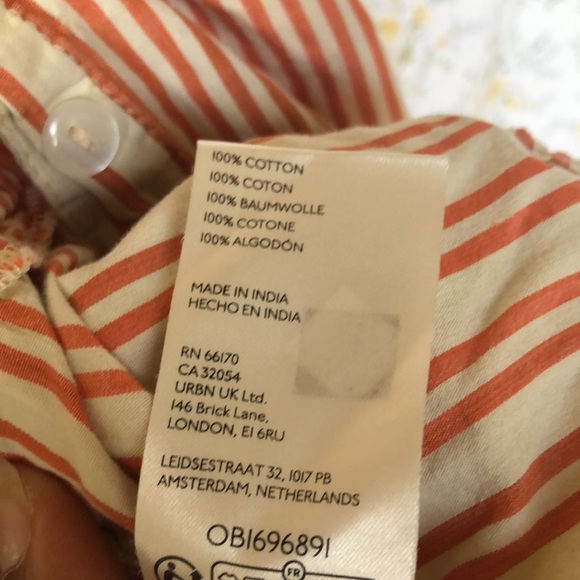 100% COTTON
100% COTON
100% BAUMWOLLE
100% COTONE
100% ALGODÓN
MADE IN INDIA
HECHO EN INDIA
RN 66170
CA 32054
URBN UK Ltd.
146 Brick Lane,
LONDON, E1 6RU
LEIDSESTRAAT 32, 1017 PB
AMSTERDAM, NETHERLANDS
OB1696891
FR